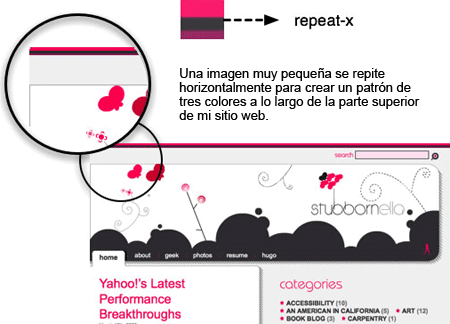 repeat-x
Una imagen muy pequeña se repite
horizontalmente para crear un patrón de
tres colores a lo largo de la parte superior
de mi sitio web.
search
stubbornella
home about geek photos resume hugo
Yahoo!'s Latest
Performance
Breakthroughs
categories
ACCESSIBILITY (10)
AN AMERICAN IN CALIFORNIA (5) ART (12)
BOOK BLOG (3) CARPENTRY (1)